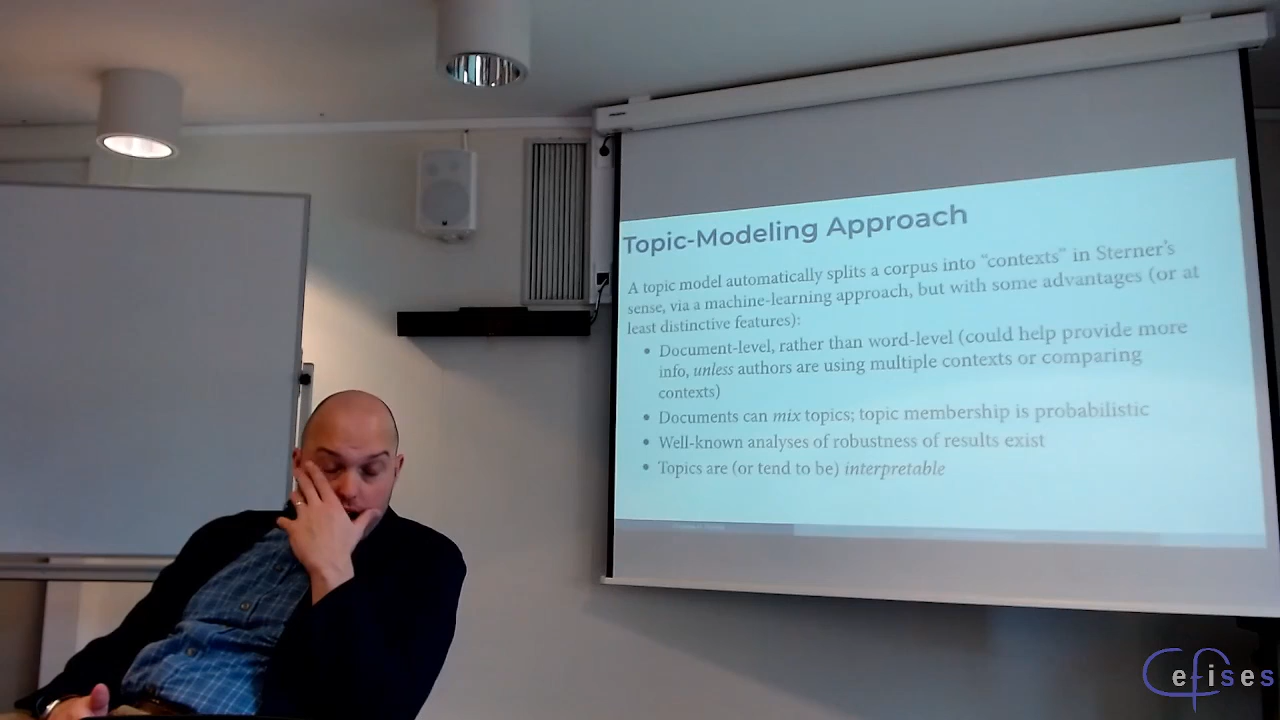 Topic-Modeling Approach
A topic model automatically splits a corpus into “contexts” in Sterner’s
sense, via a machine-learning approach, but with some advantages (or at
least distinctive features):
• Document-level, rather than word-level (could help provide more
info, unless authors are using multiple contexts or comparing
contexts)
• Documents can mix topics; topic membership is probabilistic
• Well-known analyses of robustness of results exist
• Topics are (or tend to be) interpretable
Cefises